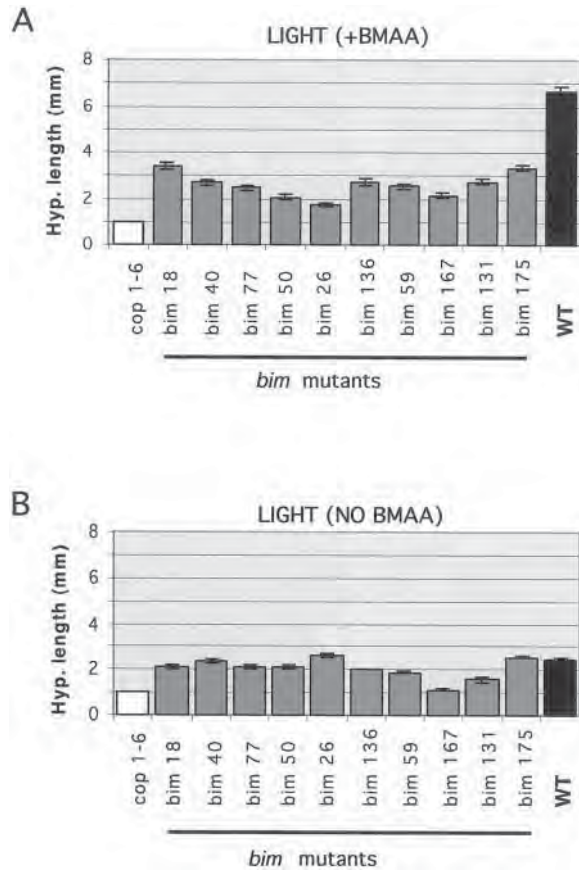 A
LIGHT (+BMAA)
Hyp. length (mm)
8
6
4
2
0
cop 1-6
bim 18
bim 40
bim 77
bim 50
bim 26
bim 136
bim 59
bim 167
bim 131
bim 175
WT
bim mutants
B
LIGHT (NO BMAA)
Hyp. length (mm)
8
6
4
2
0
cop 1-6
bim 18
bim 40
bim 77
bim 50
bim 26
bim 136
bim 59
bim 167
bim 131
bim 175
WT
bim mutants